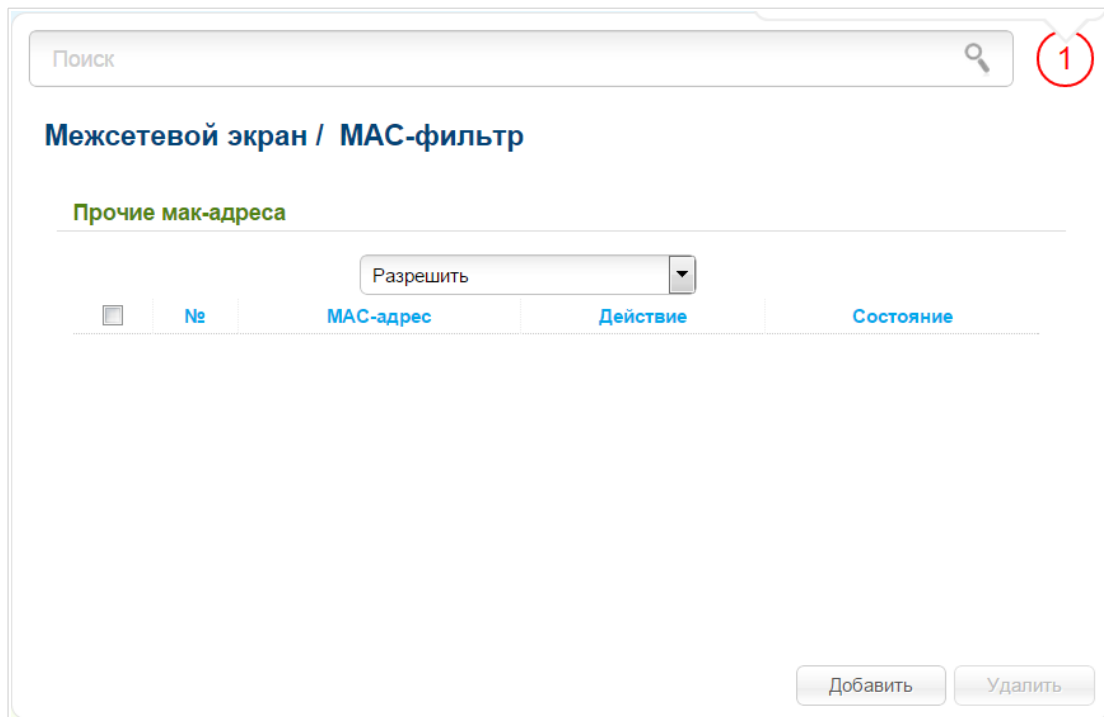 Поиск
1
Межсетевой экран / MAC-фильтр
Прочие мак-адреса
Разрешить
№ MAC-адрес Действие Состояние
Добавить Удалить